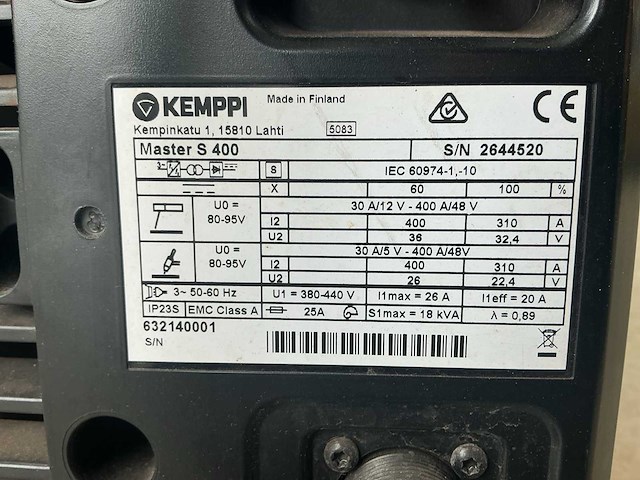 KEMPPI Made in Finland CE
Kempinkatu 1, 15810 Lahti 5083
Master S 400 S/N 2644520
3~ S IEC 60974-1,-10
X 60 100 %
U0 = 80-95V 30 A/12 V - 400 A/48 V
I2 400 310 A
U2 36 32,4 V
U0 = 80-95V 30 A/5 V - 400 A/48V
I2 400 310 A
U2 26 22,4 V
3~ 50-60 Hz U1 = 380-440 V I1max = 26 A I1eff = 20 A
IP23S EMC Class A 25A S1max = 18 kVA λ = 0,89
632140001
S/N